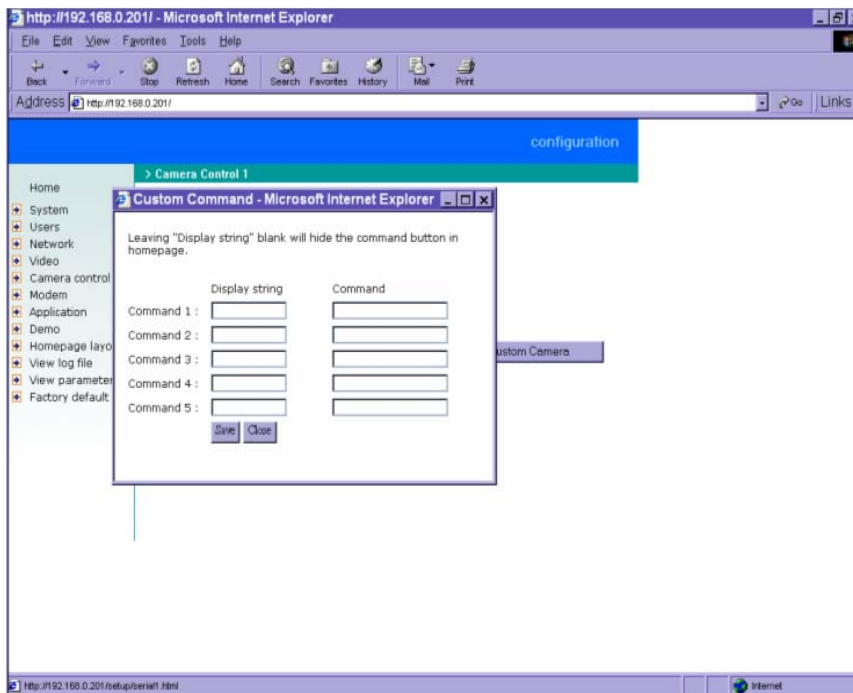 http://192.168.0.201/ - Microsoft Internet Explorer
File Edit View Favorites Tools Help
Back Forward Stop Refresh Home Search Favorites History Mail Print
Address http://192.168.0.201/ Go Links
configuration
> Camera Control 1
Home
System
Users
Network
Video
Camera control
Modem
Application
Demo
Homepage layo
View log file
View parameter
Factory default
Custom Command - Microsoft Internet Explorer
Leaving "Display string" blank will hide the command button in
homepage.
Display string Command
Command 1 :
Command 2 :
Command 3 :
Command 4 :
Command 5 :
Save Close
ustom Camera
http://192.168.0.201/setup/serial1.html Internet